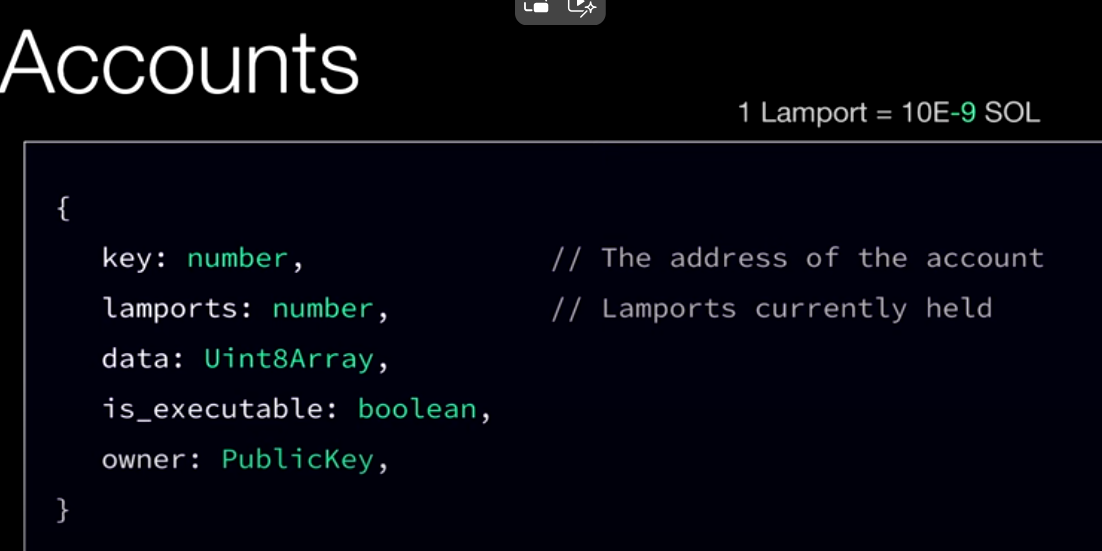 Accounts
1 Lamport = 10E-9 SOL
{
key: number, // The address of the account
lamports: number, // Lamports currently held
data: Uint8Array,
is_executable: boolean,
owner: PublicKey,
}